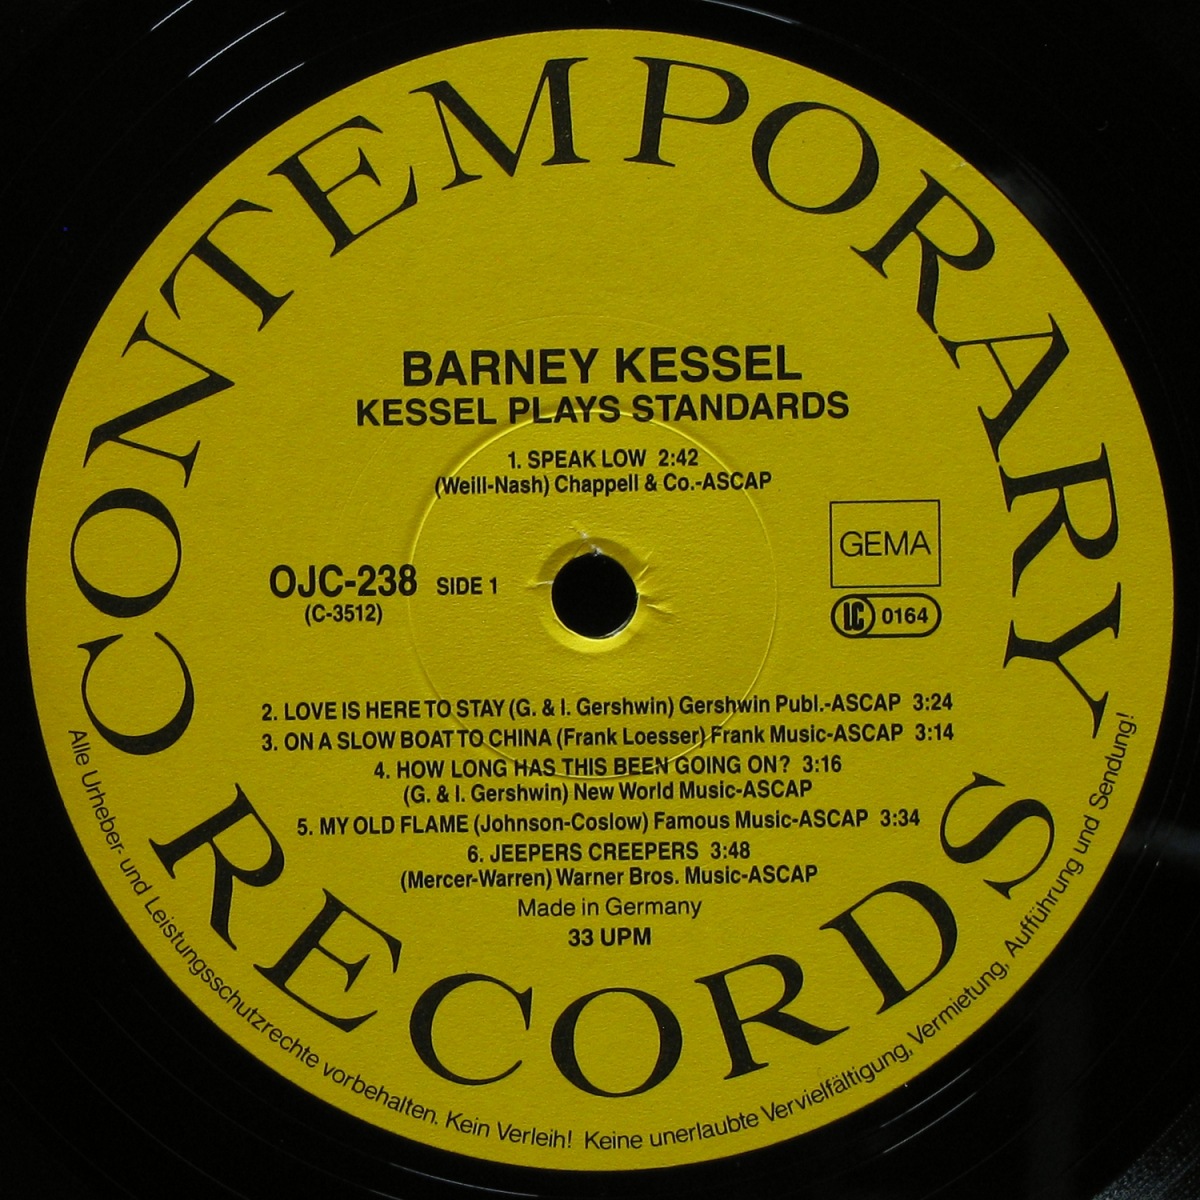 CONTEMPORARY RECORDS
BARNEY KESSEL
KESSEL PLAYS STANDARDS
1. SPEAK LOW 2:42
(Weill-Nash) Chappell & Co.-ASCAP
GEMA
OJC-238 SIDE 1
(C-3512)
LC 0164
2. LOVE IS HERE TO STAY (G. & I. Gershwin) Gershwin Publ.-ASCAP 3:24
3. ON A SLOW BOAT TO CHINA (Frank Loesser) Frank Music-ASCAP 3:14
4. HOW LONG HAS THIS BEEN GOING ON? 3:16
(G. & I. Gershwin) New World Music-ASCAP
5. MY OLD FLAME (Johnson-Coslow) Famous Music-ASCAP 3:34
6. JEEPERS CREEPERS 3:48
(Mercer-Warren) Warner Bros. Music-ASCAP
Made in Germany
33 UPM
Alle Urheber- und Leistungsschutzrechte vorbehalten. Kein Verleih! Keine unerlaubte Vervielfältigung, Vermietung, Aufführung und Sendung!